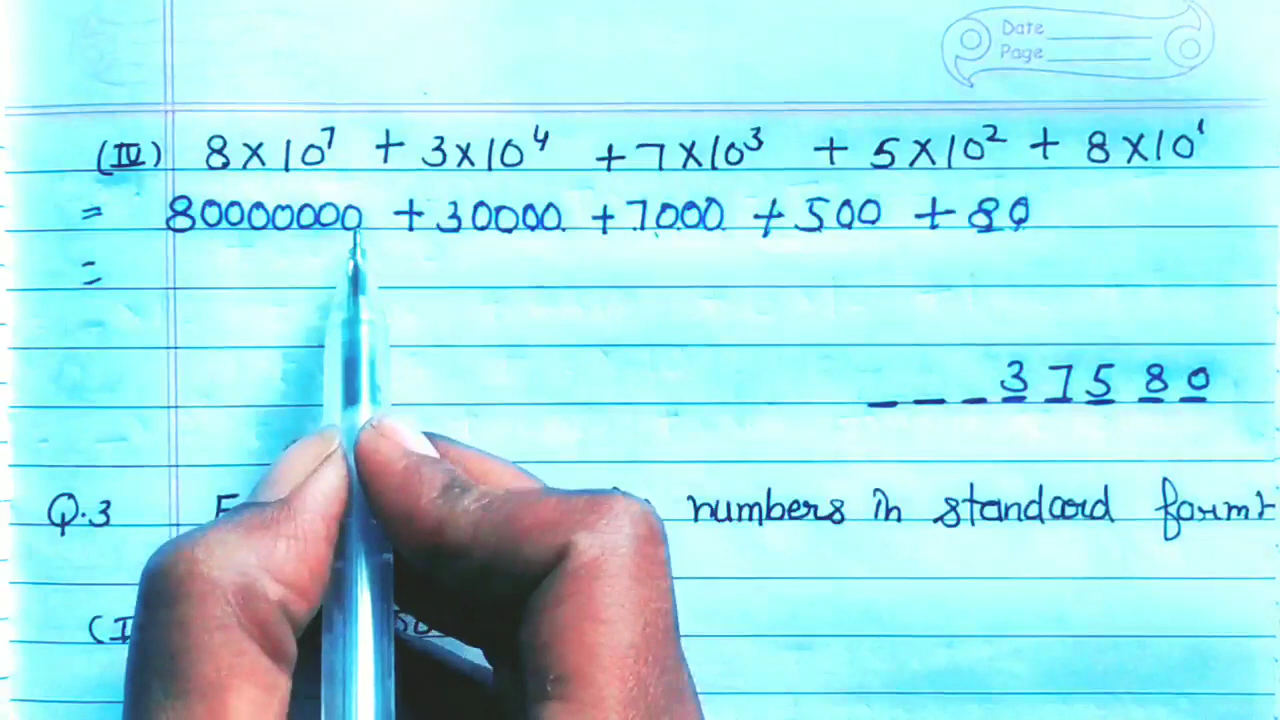 Date
Page
(IV) 8×10⁷ + 3×10⁴ + 7×10³ + 5×10² + 8×10¹
= 80000000 + 30000 + 7000 + 500 + 80
=
_ _ _ 3 7 5 8 0
Q.3 numbers in standard form
(I